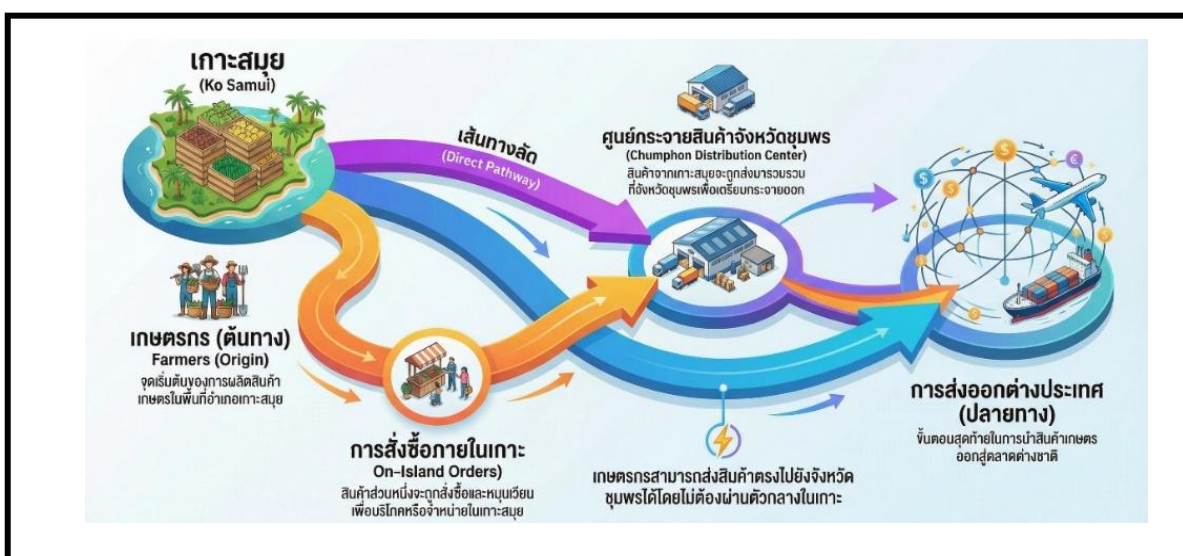 เกาะสมุย
(Ko Samui)
เส้นทางลัด
(Direct Pathway)
ศูนย์กระจายสินค้าจังหวัดชุมพร
(Chumphon Distribution Center)
สินค้าจากเกาะสมุยจะถูกส่งมารวบรวม
ที่จังหวัดชุมพรเพื่อเตรียมกระจายออก
เกษตรกร (ต้นทาง)
Farmers (Origin)
จุดเริ่มต้นของการผลิตสินค้า
เกษตรในพื้นที่อำเภอเกาะสมุย
การสั่งซื้อภายในเกาะ
On-Island Orders)
สินค้าส่วนหนึ่งจะถูกสั่งซื้อและหมุนเวียน
เพื่อบริโภคหรือจำหน่ายในเกาะสมุย
เกษตรกรสามารถส่งสินค้าตรงไปยังจังหวัด
ชุมพรได้โดยไม่ต้องผ่านตัวกลางในเกาะ
การส่งออกต่างประเทศ
(ปลายทาง)
ขั้นตอนสุดท้ายในการนำสินค้าเกษตร
ออกสู่ตลาดต่างชาติ